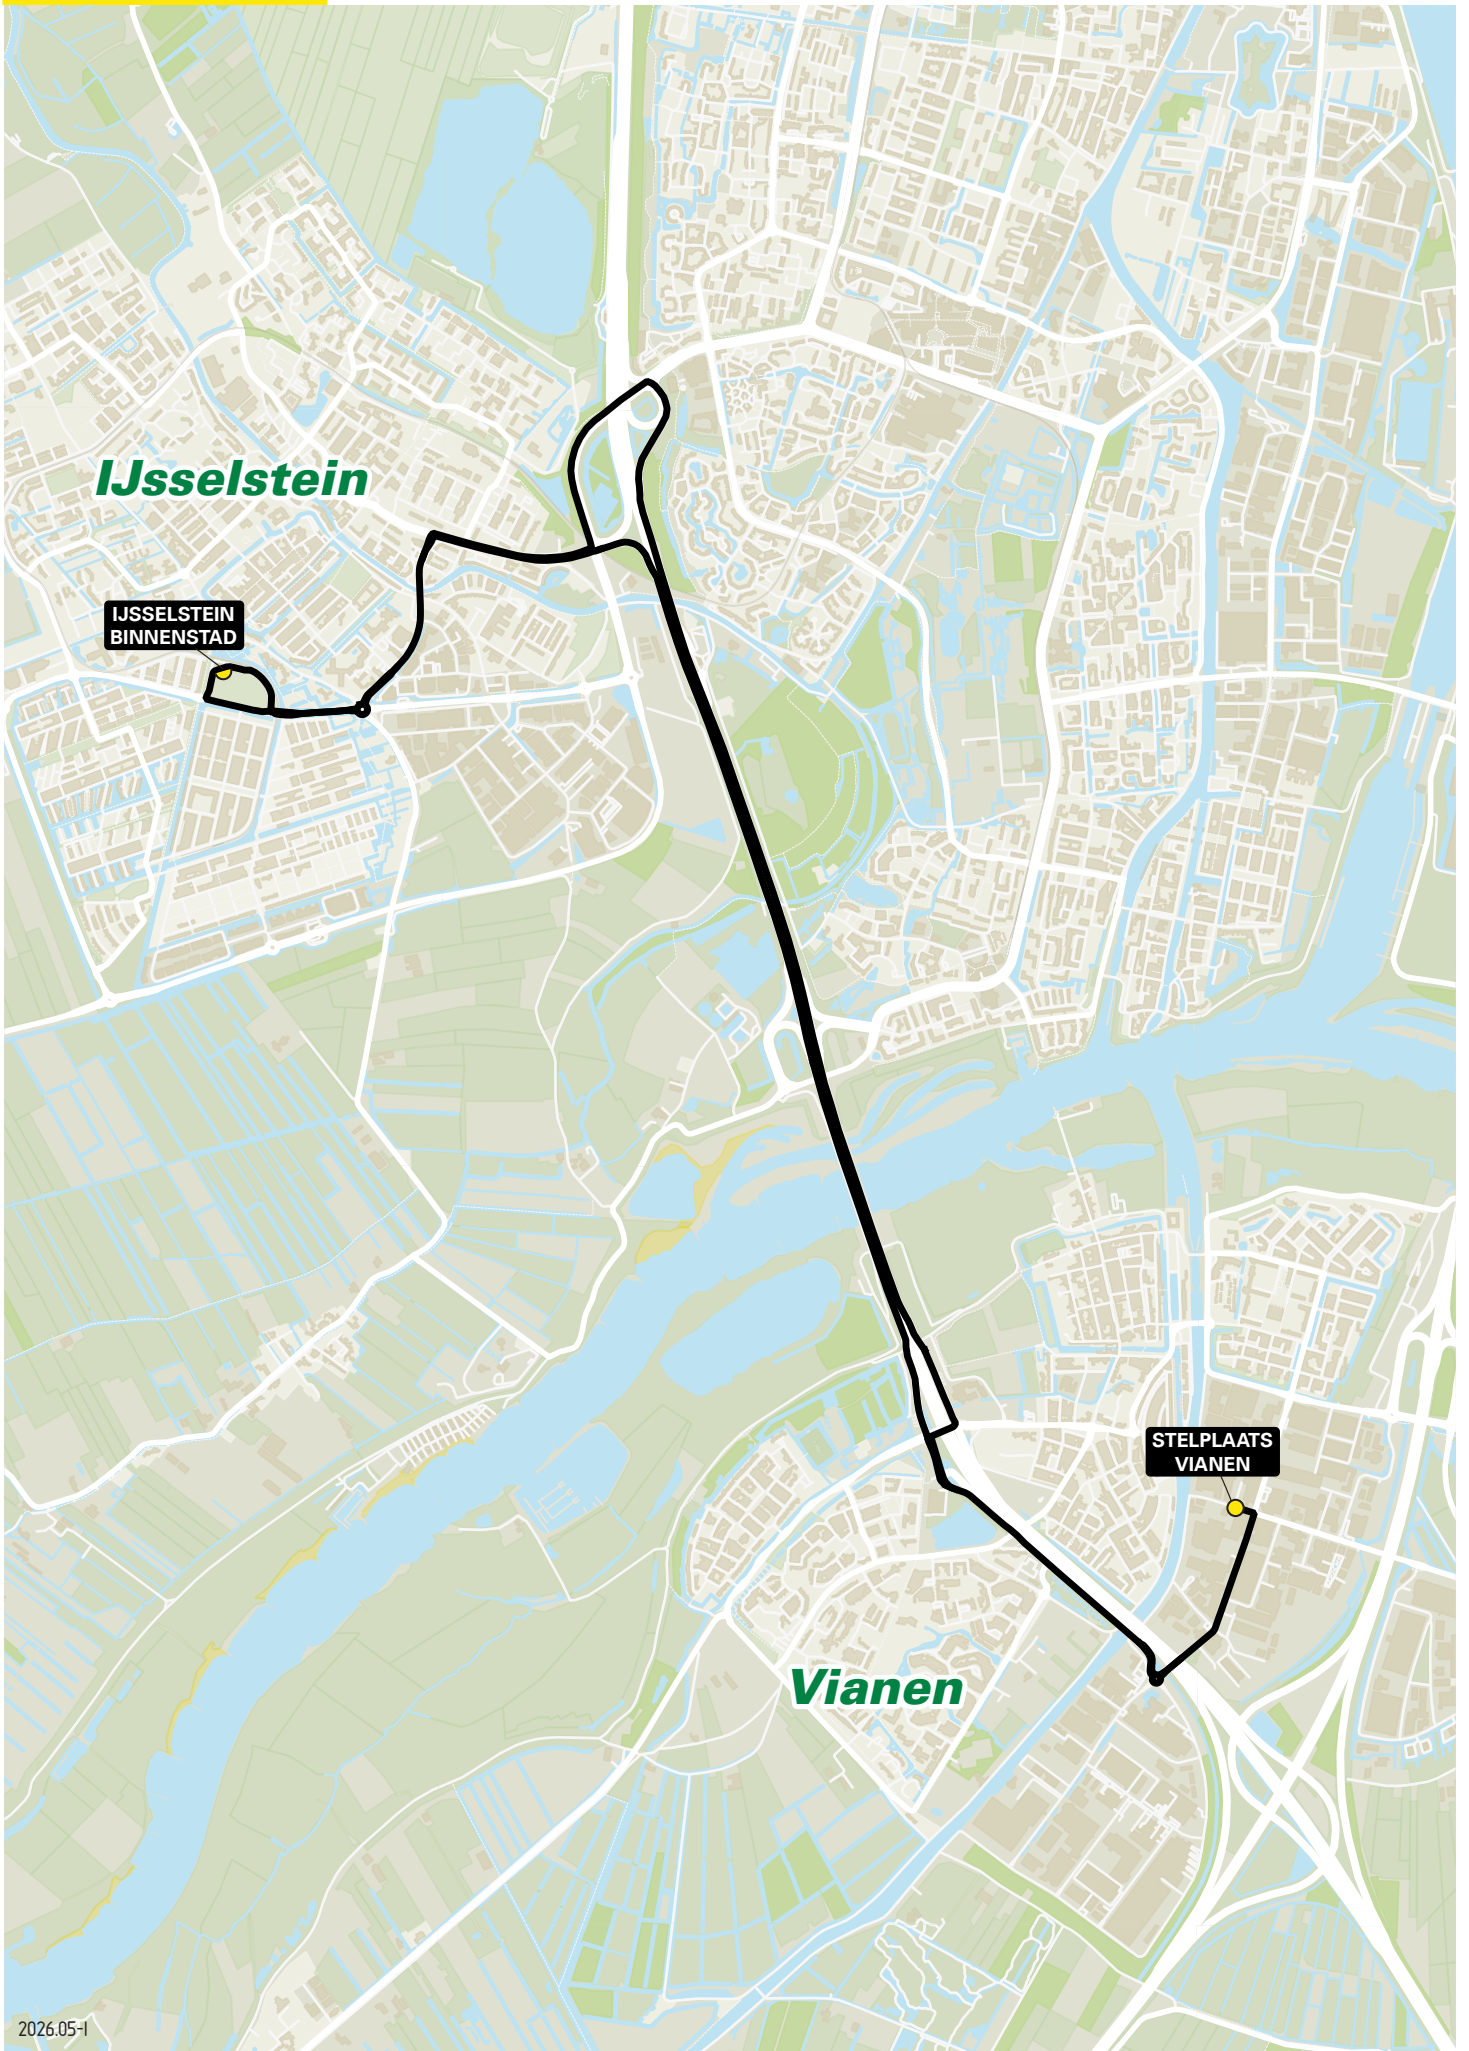 IJsselstein
IJSSELSTEIN
BINNENSTAD
STELPLAATS
VIANEN
Vianen
2026.05-I